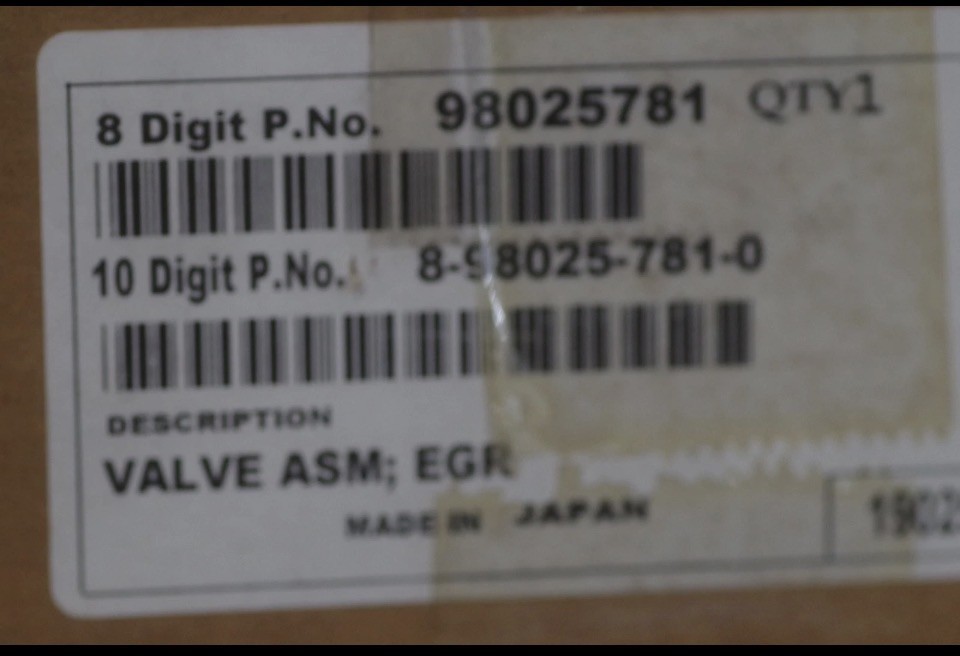 8 Digit P.No. 98025781 QTY1
10 Digit P.No. 8-98025-781-0
DESCRIPTION
VALVE ASM; EGR
MADE IN JAPAN